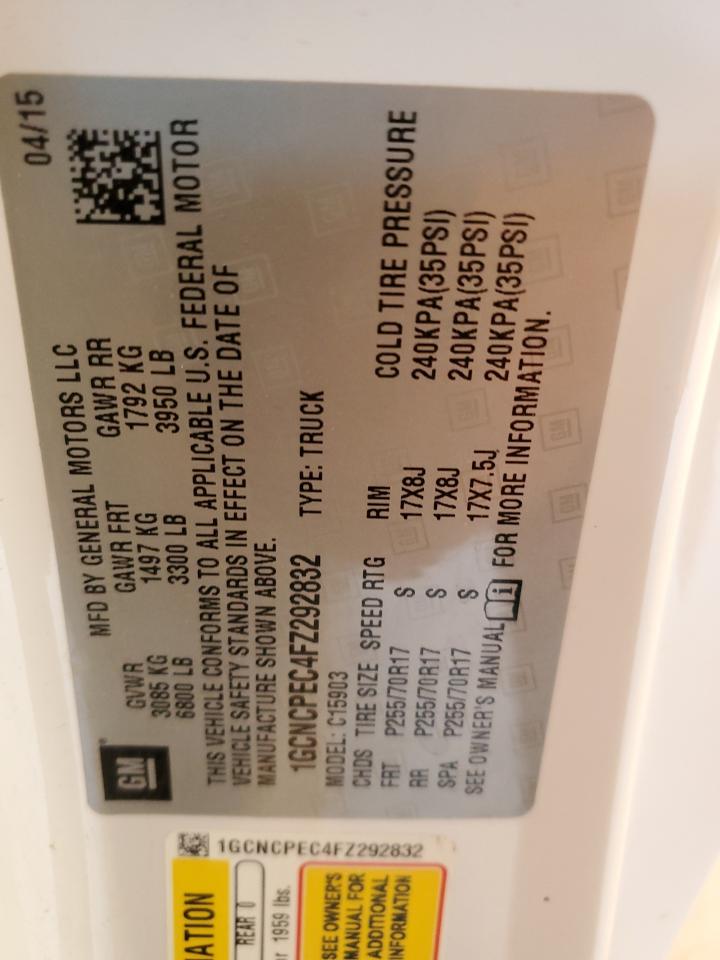 GM
MFD BY GENERAL MOTORS LLC 04/15
GVWR GAWR FRT GAWR RR
3085 KG 1497 KG 1792 KG
6800 LB 3300 LB 3950 LB
THIS VEHICLE CONFORMS TO ALL APPLICABLE U.S. FEDERAL MOTOR
VEHICLE SAFETY STANDARDS IN EFFECT ON THE DATE OF
MANUFACTURE SHOWN ABOVE.
1GCNCPEC4FZ292832 TYPE: TRUCK
MODEL: C15903
CHDS TIRE SIZE SPEED RTG RIM COLD TIRE PRESSURE
FRT P255/70R17 S 17X8J 240KPA(35PSI)
RR P255/70R17 S 17X8J 240KPA(35PSI)
SPA P255/70R17 S 17X7.5J 240KPA(35PSI)
SEE OWNER'S MANUAL i FOR MORE INFORMATION.
1GCNCPEC4FZ292832
MATION
REAR 0
or 1959 lbs.
SEE OWNER'S
MANUAL FOR
ADDITIONAL
INFORMATION